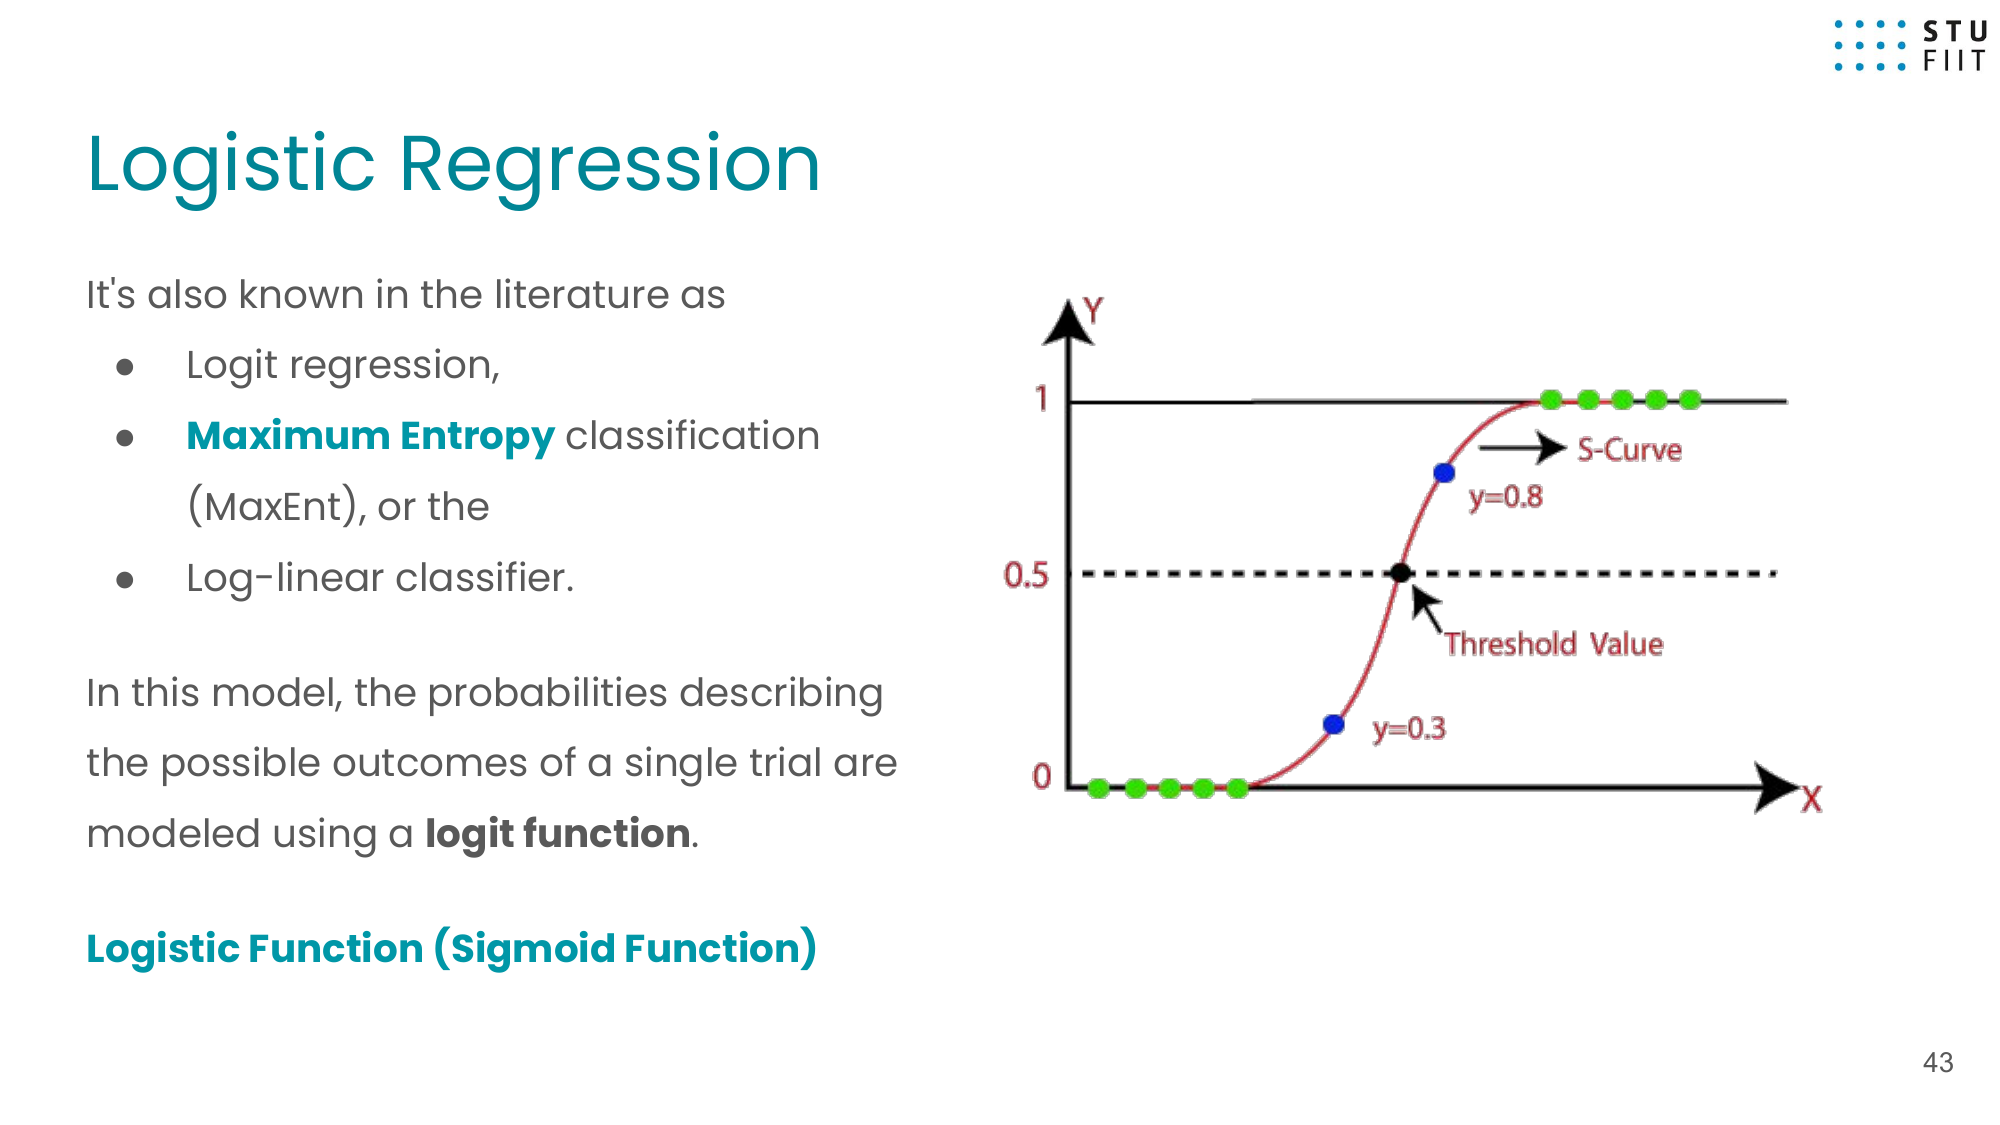 STU
FIIT
Logistic Regression
It's also known in the literature as
● Logit regression,
● Maximum Entropy classification
(MaxEnt), or the
● Log-linear classifier.
In this model, the probabilities describing
the possible outcomes of a single trial are
modeled using a logit function.
Logistic Function (Sigmoid Function)
Y
1
S-Curve
y=0.8
0.5
Threshold Value
y=0.3
0
X
43